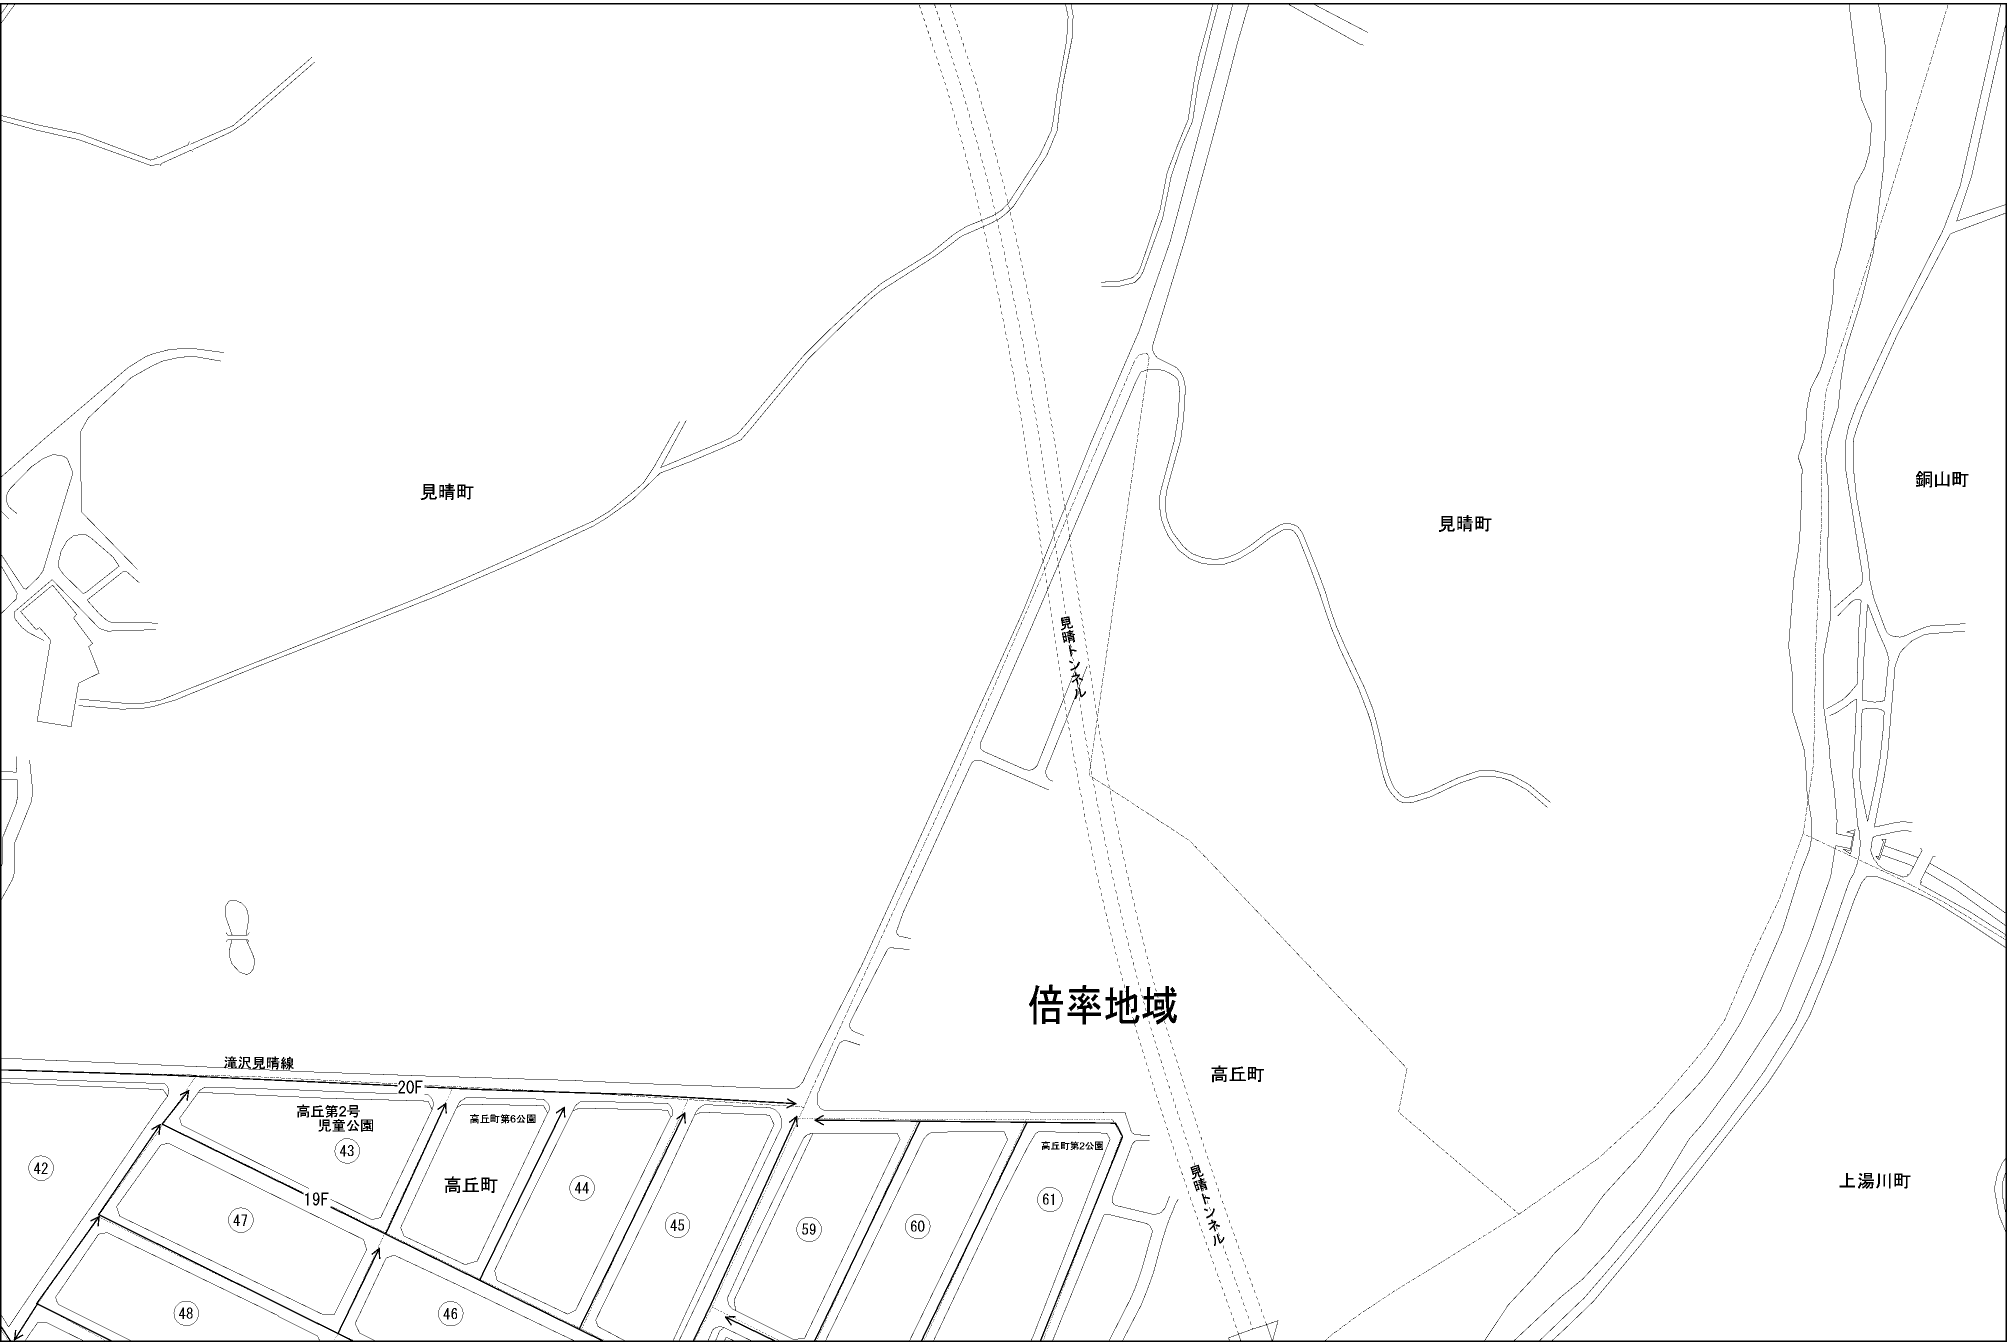 見晴町
銅山町
見晴町
見晴トンネル
倍率地域
滝沢見晴線
高丘町
20F
高丘第2号
児童公園
高丘町第6公園
高丘町第2公園
43
42
見晴トンネル
上湯川町
高丘町
44
19F
61
47
45
59
60
48
46